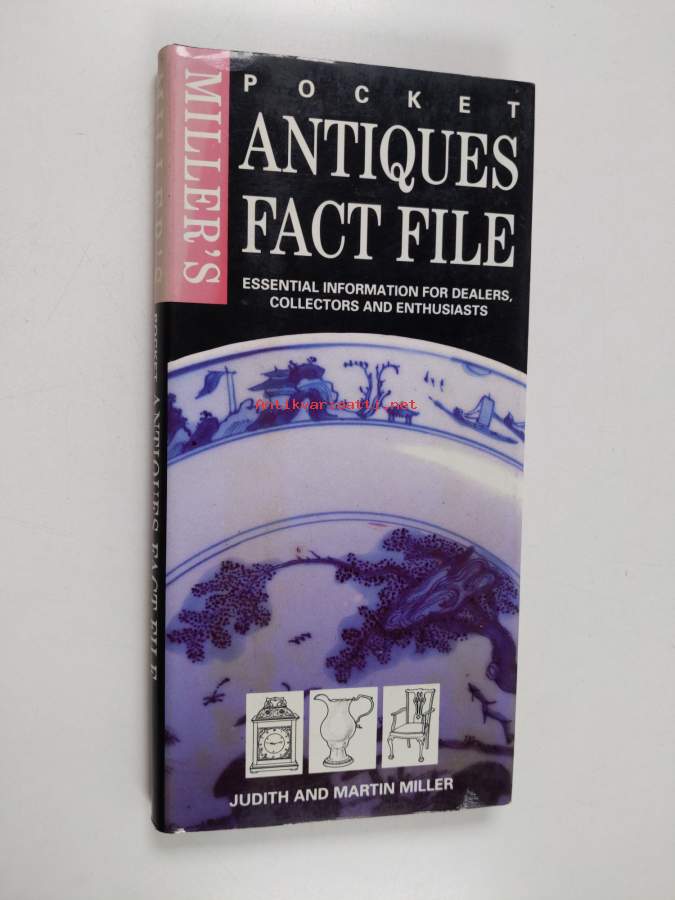 POCKET
MILLER'S
ANTIQUES
FACT FILE
ESSENTIAL INFORMATION FOR DEALERS,
COLLECTORS AND ENTHUSIASTS
Antikvariaatti.net
JUDITH AND MARTIN MILLER
MILLER'S POCKET ANTIQUES FACT FILE